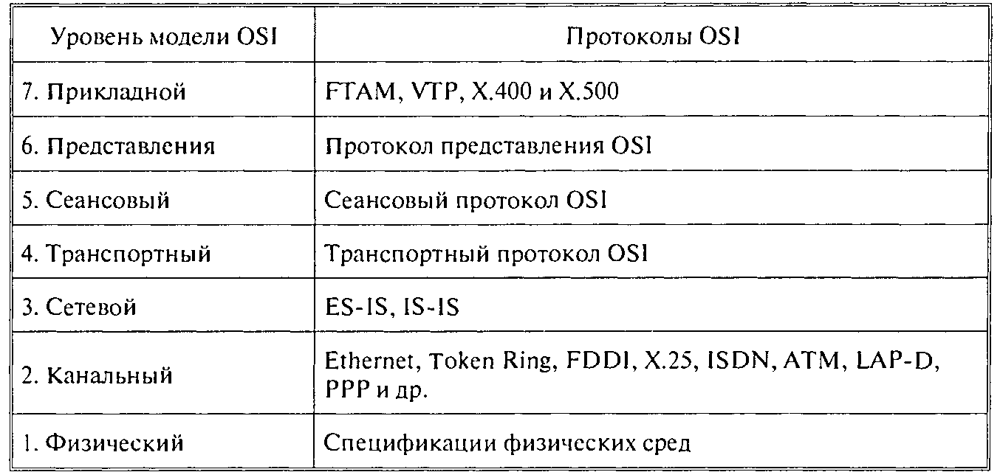 Уровень модели OSI
Протоколы OSI
7. Прикладной
FTAM, VTP, X.400 и X.500
6. Представления
Протокол представления OSI
5. Сеансовый
Сеансовый протокол OSI
4. Транспортный
Транспортный протокол OSI
3. Сетевой
ES-IS, IS-IS
2. Канальный
Ethernet, Token Ring, FDDI, X.25, ISDN, ATM, LAP-D,
PPP и др.
1. Физический
Спецификации физических сред